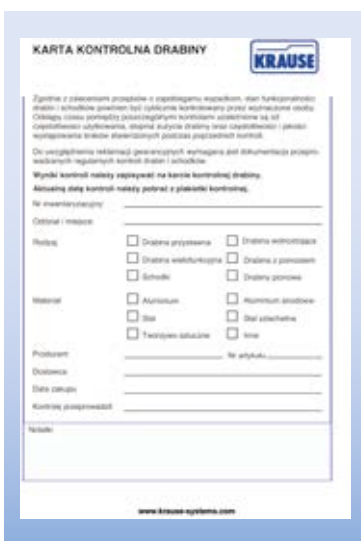 KARTA KONTROLNA DRABINY
KRAUSE
Zgodnie z zaleceniami przepisów o zapobieganiu wypadkom, stan funkcjonalności
drabin i schodków powinien być cyklicznie kontrolowany przez wyznaczone osoby.
Odstępy czasu pomiędzy poszczególnymi kontrolami uzależnione są od
częstotliwości użytkowania, stopnia zużycia drabiny oraz częstotliwości i jakości
występowania braków stwierdzonych podczas poprzednich kontroli.
Do uwzględnienia reklamacji gwarancyjnych wymagana jest dokumentacja przepro-
wadzanych regularnych kontroli drabin i schodków.
Wyniki kontroli należy zapisywać na karcie kontrolnej drabiny.
Aktualną datę kontroli należy pobrać z plakietki kontrolnej.
Nr inwentaryzacyjny
Oddział / miejsce
Rodzaj
Drabina przystawna
Drabina wolnostojąca
Drabina wielofunkcyjna
Drabina z pomostem
Schodki
Drabiny pionowe
Materiał
Aluminium
Aluminium anodowe
Stal
Stal szlachetna
Tworzywo sztuczne
Inne
Producent
Nr artykułu
Dostawca
Data zakupu
Kontrolę przeprowadził
Notatki
www.krause-systems.com